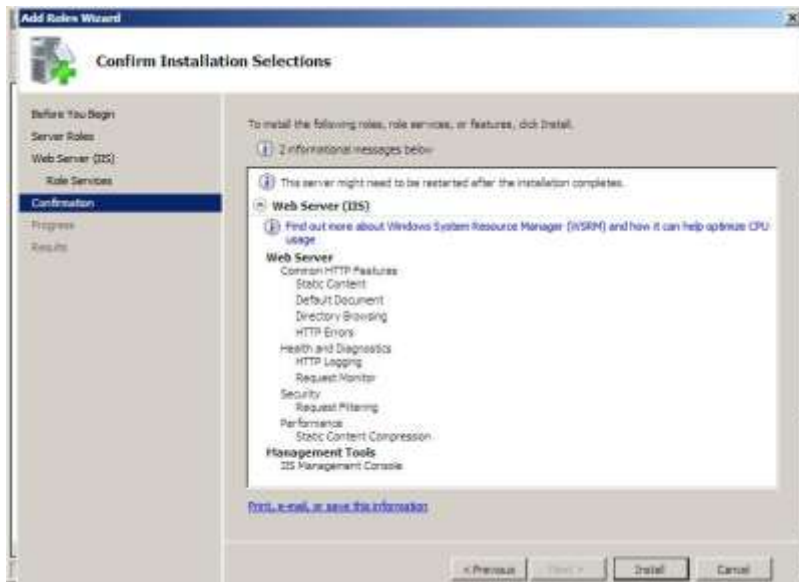 Add Roles Wizard
Confirm Installation Selections
Before You Begin
Server Roles
Web Server (IIS)
Role Services
Confirmation
Progress
Results
To install the following roles, role services, or features, click Install.
2 informational messages below
This server might need to be restarted after the installation completes.
Web Server (IIS)
Find out more about Windows System Resource Manager (WSRM) and how it can help optimize CPU
usage
Web Server
Common HTTP Features
Static Content
Default Document
Directory Browsing
HTTP Errors
Health and Diagnostics
HTTP Logging
Request Monitor
Security
Request Filtering
Performance
Static Content Compression
Management Tools
IIS Management Console
Print, e-mail, or save this information
< Previous
Next >
Install
Cancel